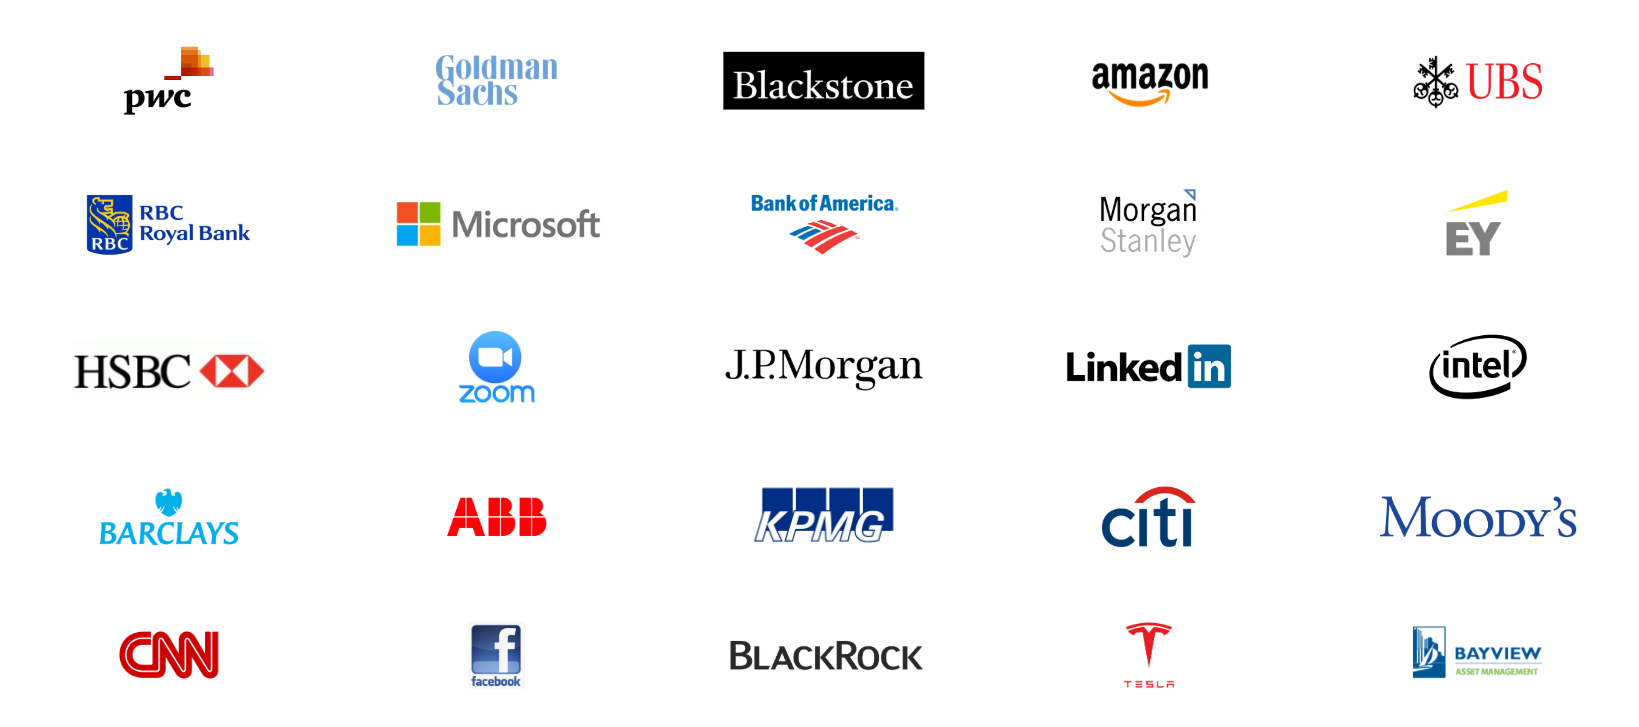 pwc
Goldman
Sachs
Blackstone
amazon
UBS
RBC
RBC
Royal Bank
Microsoft
Bank of America
Morgan
Stanley
EY
HSBC
zoom
J.P.Morgan
Linked in
intel
BARCLAYS
ABB
KPMG
citi
MOODY'S
CNN
f
facebook
BLACKROCK
TESLA
BAYVIEW
ASSET MANAGEMENT